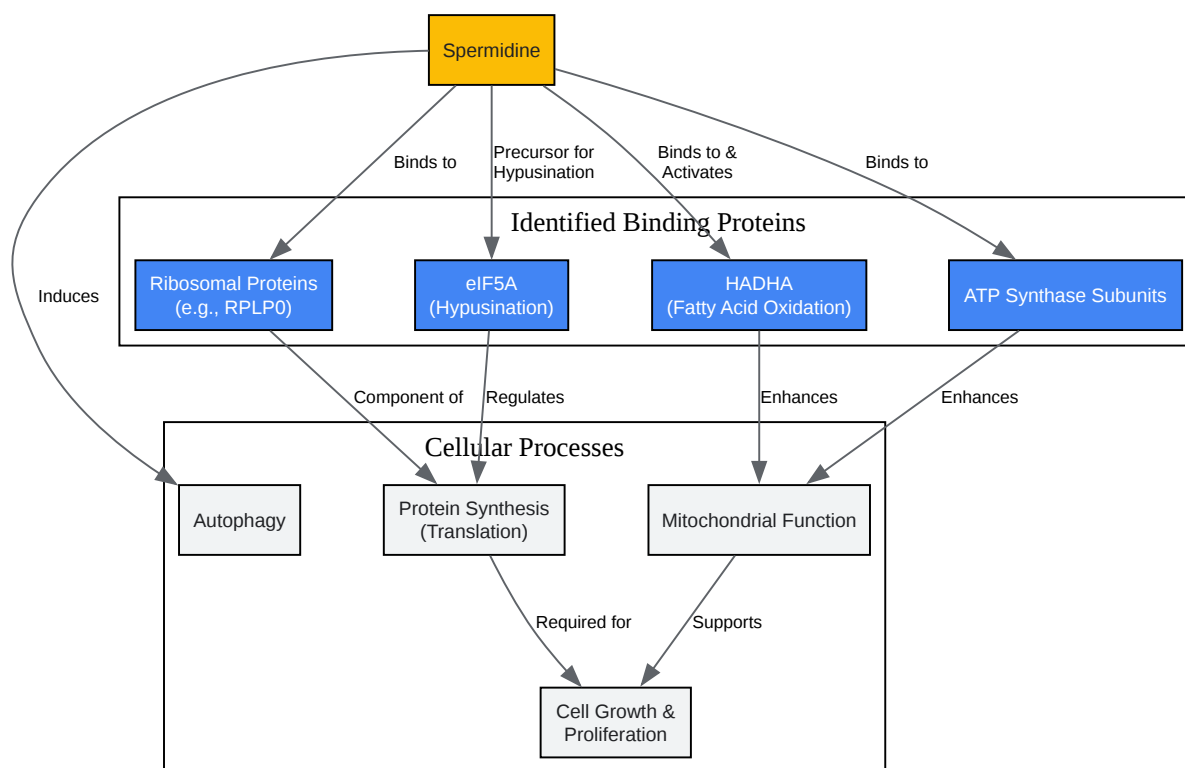 Spermidine
Binds to
Precursor for
Hypusination
Binds to &
Activates
Binds to
Identified Binding Proteins
Ribosomal Proteins
(e.g., RPLP0)
eIF5A
(Hypusination)
HADHA
(Fatty Acid Oxidation)
ATP Synthase Subunits
Induces
Component of
Regulates
Enhances
Enhances
Cellular Processes
Autophagy
Protein Synthesis
(Translation)
Mitochondrial Function
Required for
Supports
Cell Growth &
Proliferation